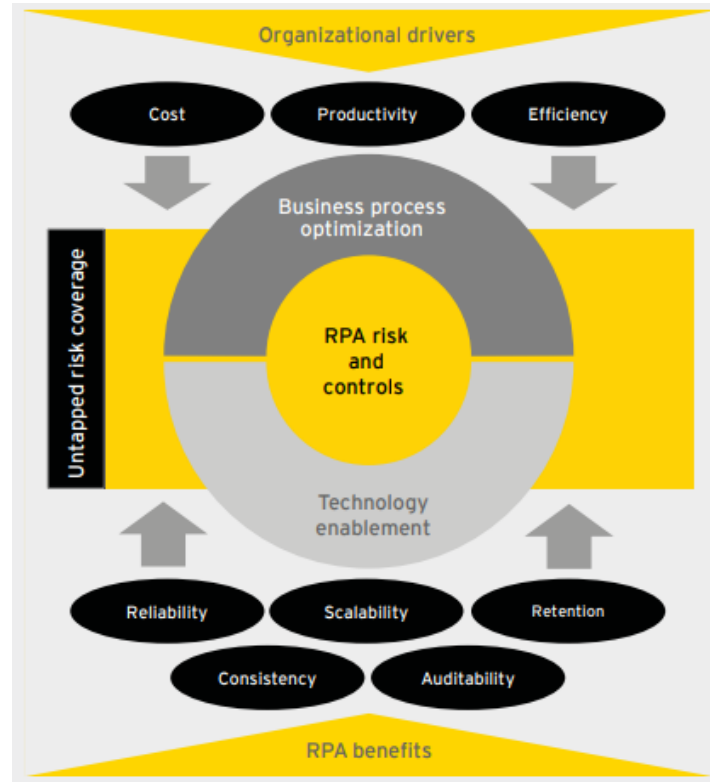 Organizational drivers
Cost
Productivity
Efficiency
Business process
optimization
Untapped risk coverage
RPA risk
and
controls
Technology
enablement
Reliability
Scalability
Retention
Consistency
Auditability
RPA benefits